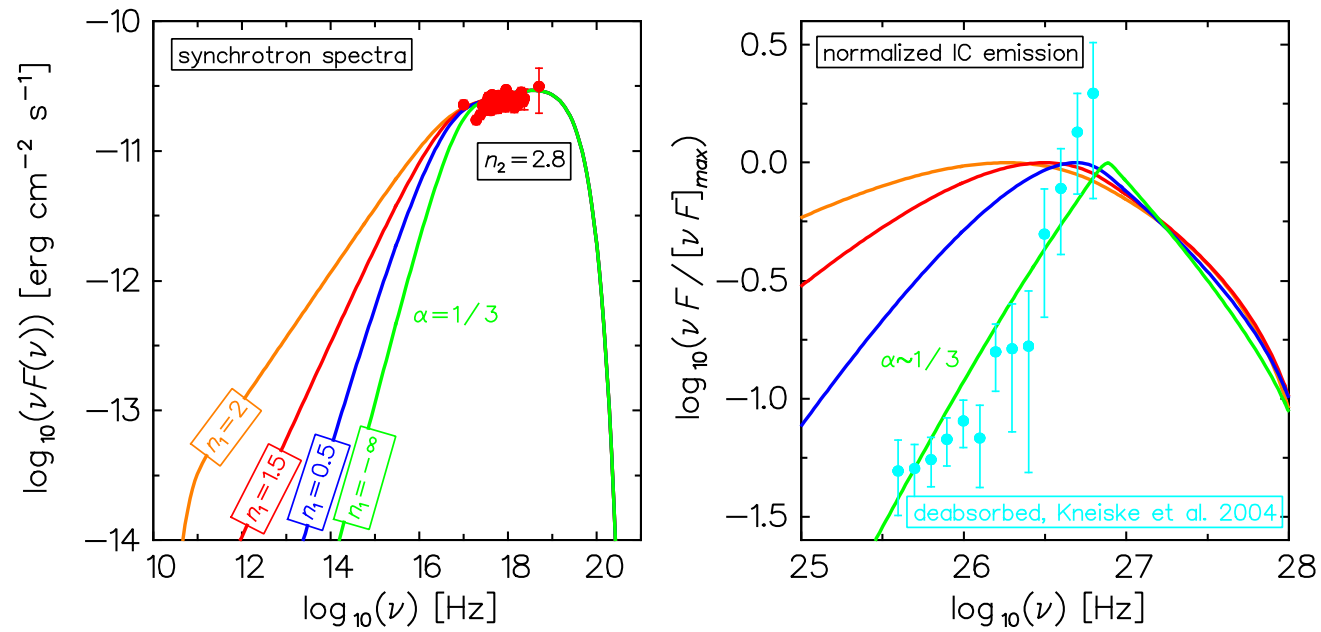 synchrotron spectra
n₂=2.8
α=1/3
n₁=2
n₁=1.5
n₁=0.5
n₁=−∞
−10
−11
−12
−13
−14
10
12
14
16
18
20
log₁₀(ν) [Hz]
log₁₀(νF(ν)) [erg cm⁻² s⁻¹]
normalized IC emission
α~1/3
deabsorbed, Kneiske et al. 2004
0.5
0.0
−0.5
−1.0
−1.5
25
26
27
28
log₁₀(ν) [Hz]
log₁₀(ν F/[ν F]max)